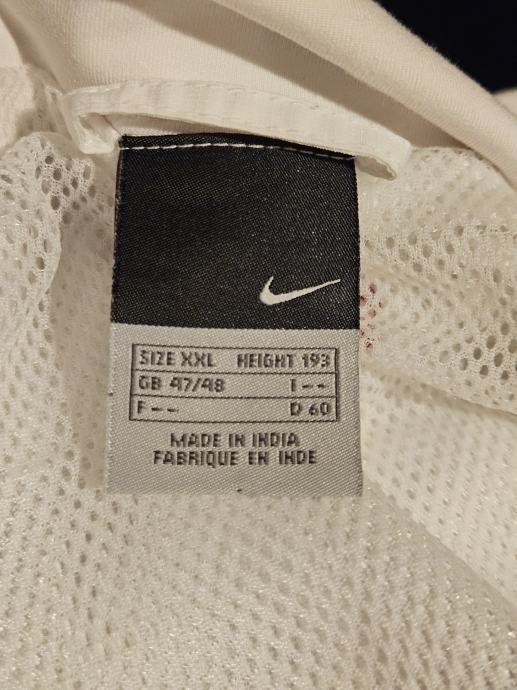 SIZE XXL HEIGHT 193
GB 47/48 I --
F -- D 60
MADE IN INDIA
FABRIQUE EN INDE